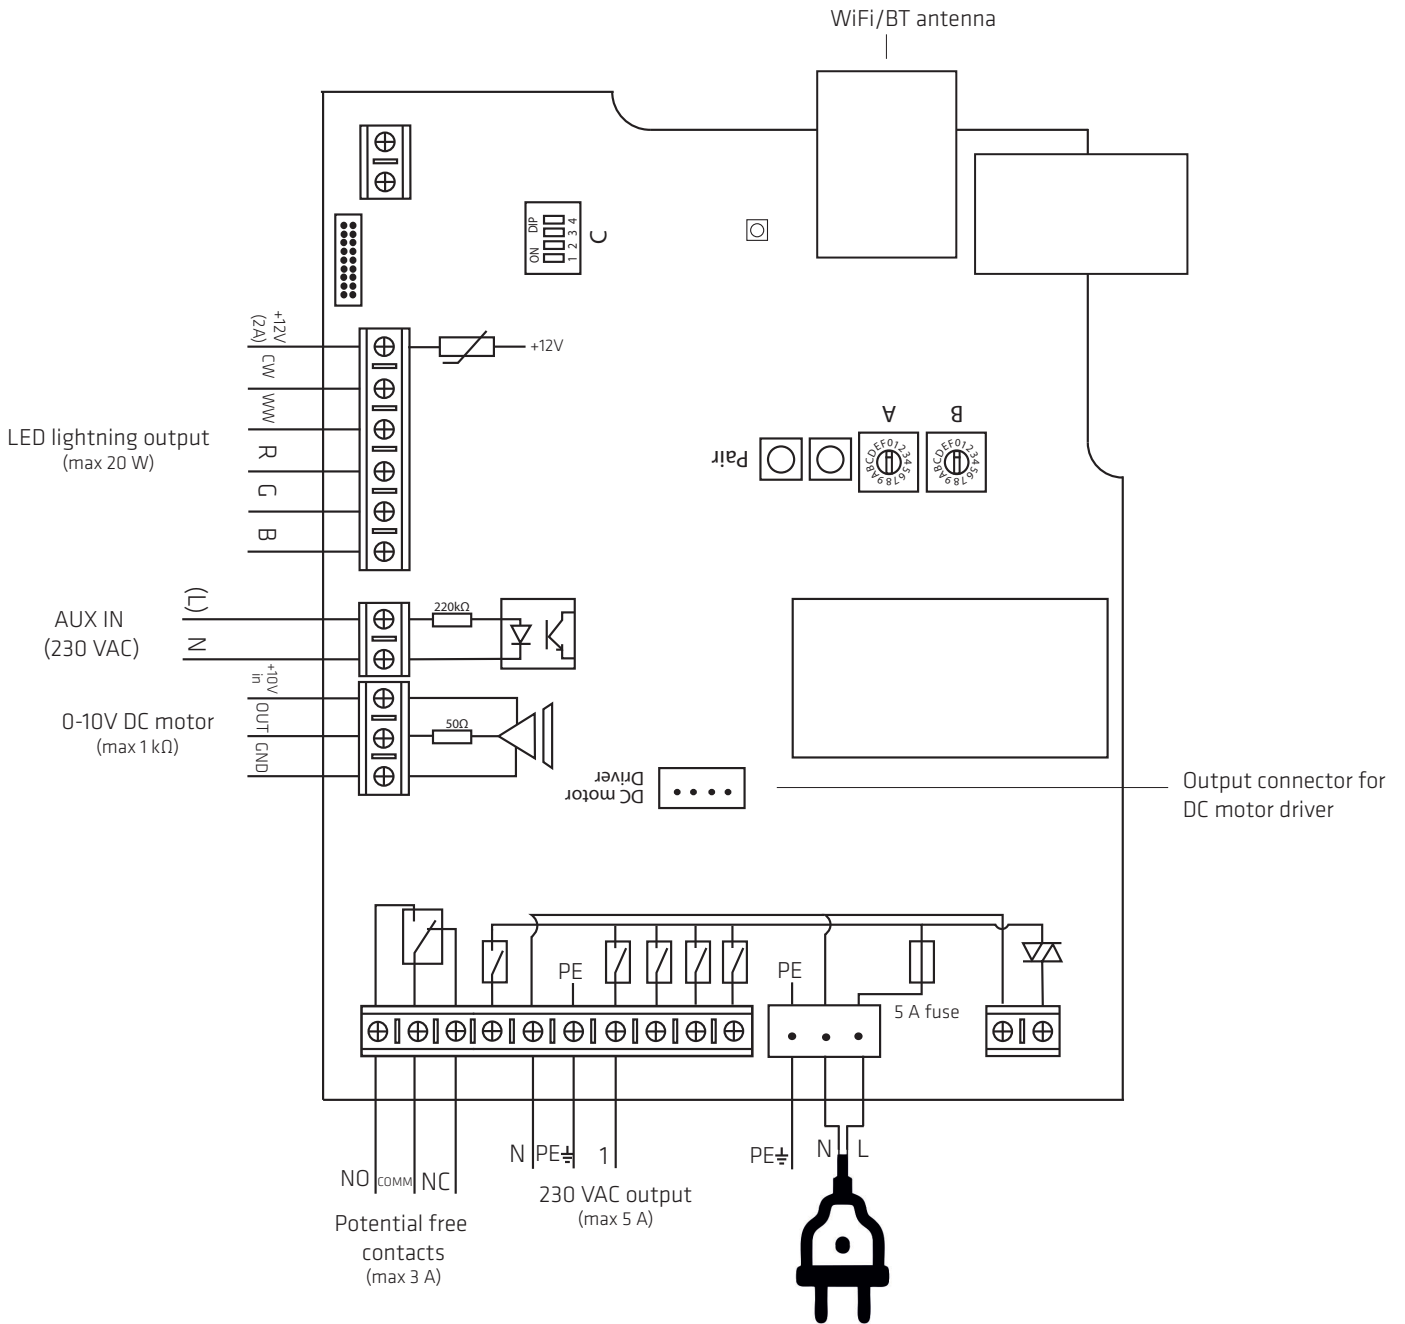 WiFi/BT antenna
ON DIP
1 2 3 4
C
+12V
(2A)
+12V
CW
WW
R
G
B
LED lightning output
(max 20 W)
A
B
Pair
0123456789ABCDEF
0123456789ABCDEF
AUX IN
(230 VAC)
(L)
N
220kΩ
+10V
in
OUT
GND
0-10V DC motor
(max 1 kΩ)
50Ω
DC motor
Driver
Output connector for
DC motor driver
PE
PE
5 A fuse
NO
COMM
NC
N
PE
1
PE
N
L
Potential free
contacts
(max 3 A)
230 VAC output
(max 5 A)